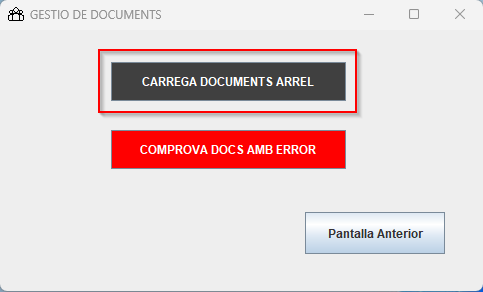 GESTIO DE DOCUMENTS
CARREGA DOCUMENTS ARREL
COMPROVA DOCS AMB ERROR
Pantalla Anterior